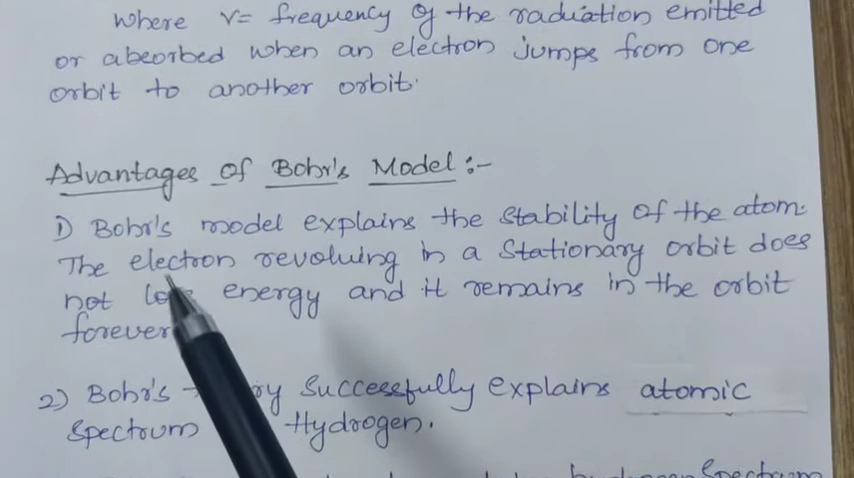 where ν= frequency of the radiation emitted
or abeorbed when an electron jumps from one
orbit to another orbit.
Advantages of Bohr's Model :-
1) Bohr's model explains the stability of the atom.
The electron revolving in a stationary orbit does
not energy and it remains in the orbit
forever
2) Bohr's successfully explains atomic
spectrum Hydrogen.
spectrum